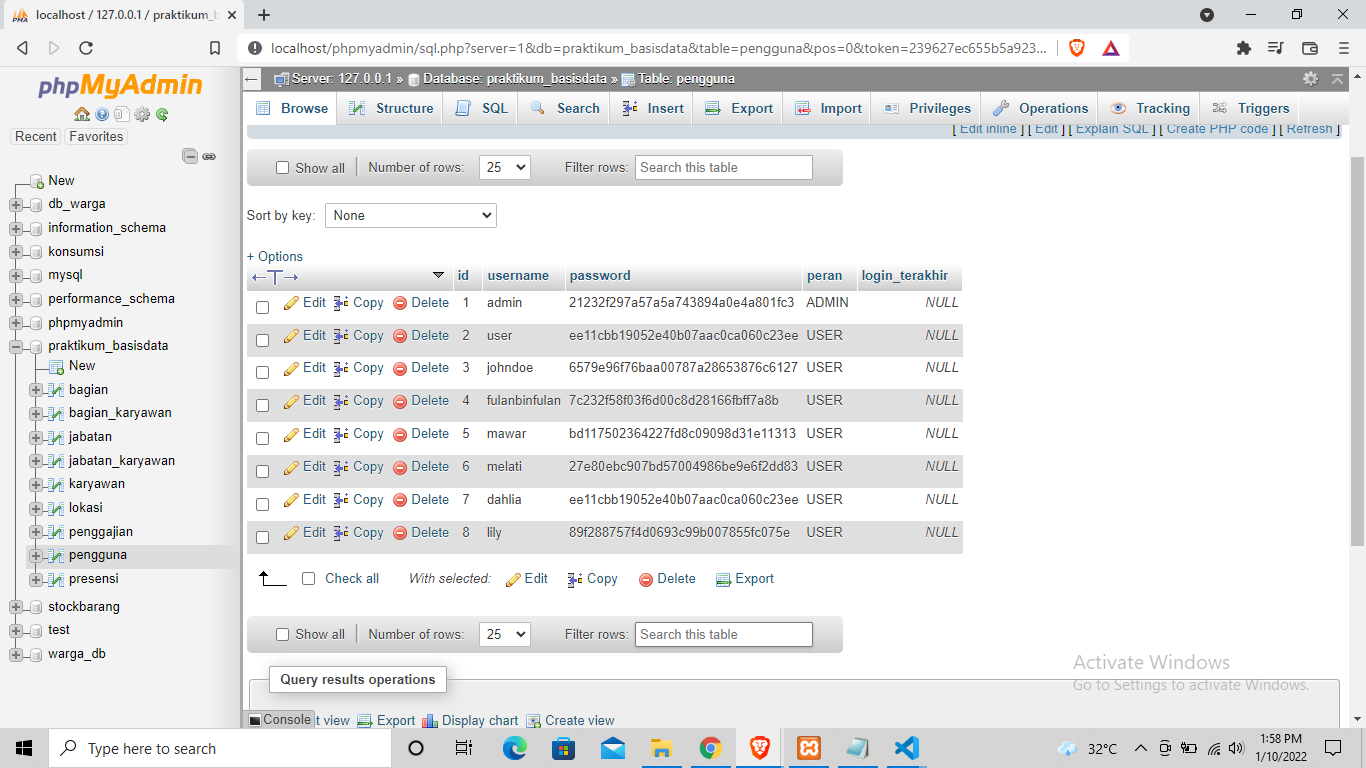 localhost / 127.0.0.1 / praktikum_b
localhost/phpmyadmin/sql.php?server=1&db=praktikum_basisdata&table=pengguna&pos=0&token=239627ec655b5a923...
phpMyAdmin
Recent Favorites
New
db_warga
information_schema
konsumsi
mysql
performance_schema
phpmyadmin
praktikum_basisdata
New
bagian
bagian_karyawan
jabatan
jabatan_karyawan
karyawan
lokasi
penggajian
pengguna
presensi
stockbarang
test
warga_db
Server: 127.0.0.1 » Database: praktikum_basisdata » Table: pengguna
Browse Structure SQL Search Insert Export Import Privileges Operations Tracking Triggers
[ Edit inline ] [ Edit ] [ Explain SQL ] [ Create PHP code ] [ Refresh ]
Show all Number of rows: 25 Filter rows: Search this table
Sort by key: None
+ Options
id username password peran login_terakhir
Edit Copy Delete 1 admin 21232f297a57a5a743894a0e4a801fc3 ADMIN NULL
Edit Copy Delete 2 user ee11cbb19052e40b07aac0ca060c23ee USER NULL
Edit Copy Delete 3 johndoe 6579e96f76baa00787a28653876c6127 USER NULL
Edit Copy Delete 4 fulanbinfulan 7c232f58f03f6d00c8d28166fbff7a8b USER NULL
Edit Copy Delete 5 mawar bd117502364227fd8c09098d31e11313 USER NULL
Edit Copy Delete 6 melati 27e80ebc907bd57004986be9e6f2dd83 USER NULL
Edit Copy Delete 7 dahlia ee11cbb19052e40b07aac0ca060c23ee USER NULL
Edit Copy Delete 8 lily 89f288757f4d0693c99b007855fc075e USER NULL
Check all With selected: Edit Copy Delete Export
Show all Number of rows: 25 Filter rows: Search this table
Query results operations
Console t view Export Display chart Create view
Activate Windows
Go to Settings to activate Windows.
Type here to search
32°C
1:58 PM
1/10/2022